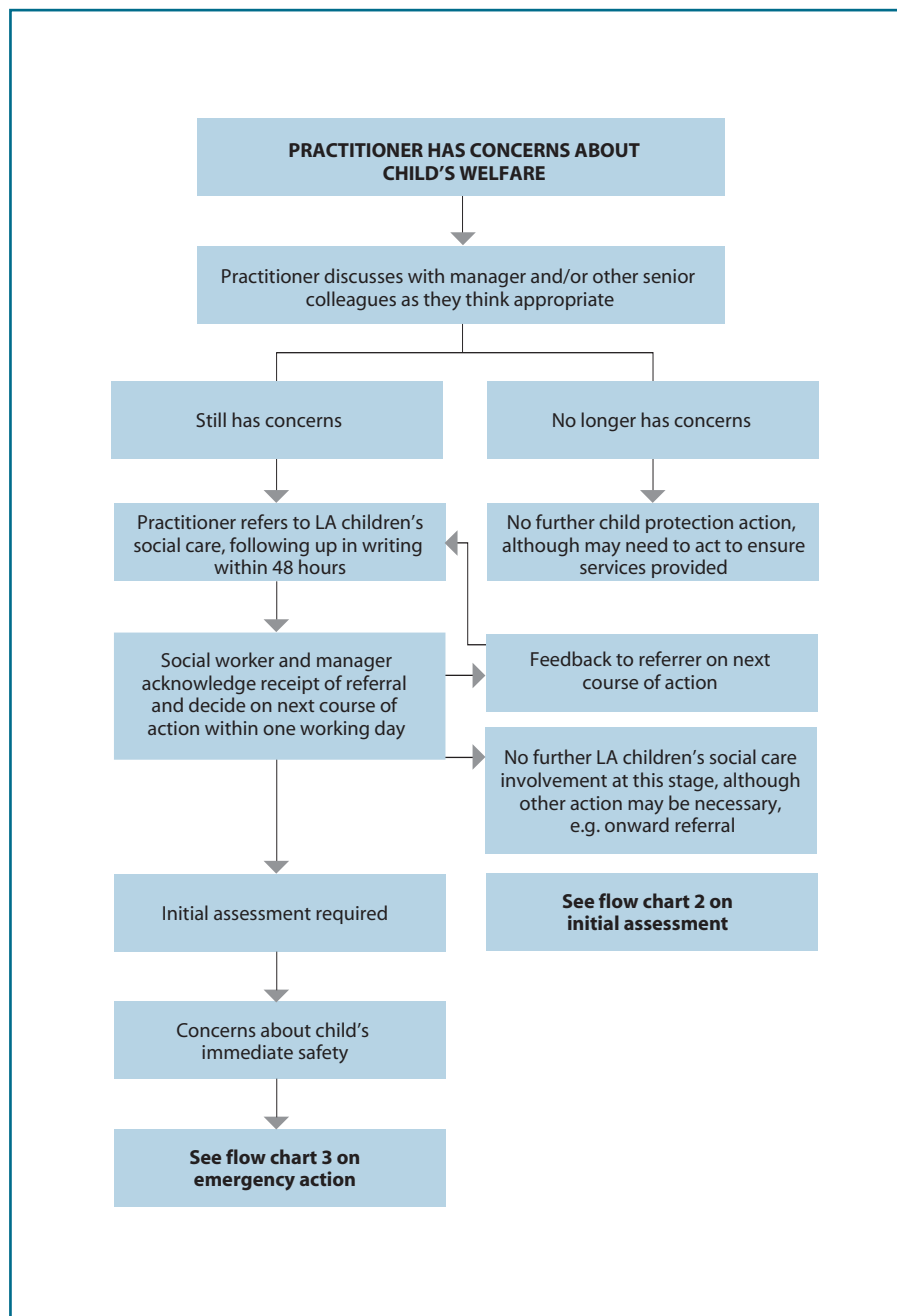 PRACTITIONER HAS CONCERNS ABOUT
CHILD’S WELFARE
Practitioner discusses with manager and/or other senior
colleagues as they think appropriate
Still has concerns
No longer has concerns
Practitioner refers to LA children’s
social care, following up in writing
within 48 hours
No further child protection action,
although may need to act to ensure
services provided
Social worker and manager
acknowledge receipt of referral
and decide on next course of
action within one working day
Feedback to referrer on next
course of action
No further LA children’s social care
involvement at this stage, although
other action may be necessary,
e.g. onward referral
Initial assessment required
See flow chart 2 on
initial assessment
Concerns about child’s
immediate safety
See flow chart 3 on
emergency action